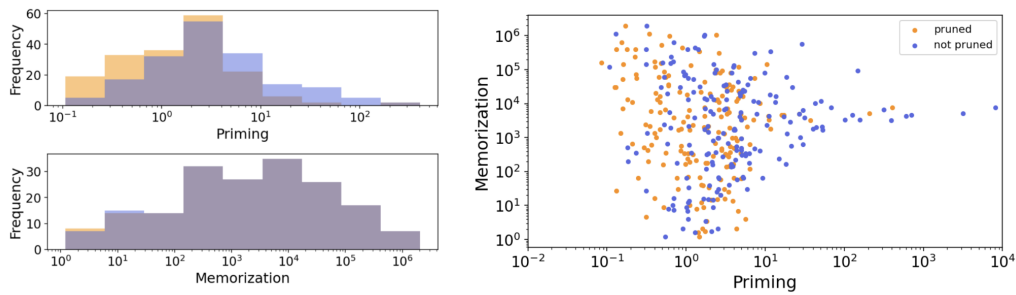 60
40
20
0
Frequency
10⁻¹ 10⁰ 10¹ 10²
Priming
30
20
10
0
Frequency
10⁰ 10¹ 10² 10³ 10⁴ 10⁵ 10⁶
Memorization
pruned
not pruned
10⁶
10⁵
10⁴
10³
10²
10¹
10⁰
Memorization
10⁻² 10⁻¹ 10⁰ 10¹ 10² 10³ 10⁴
Priming